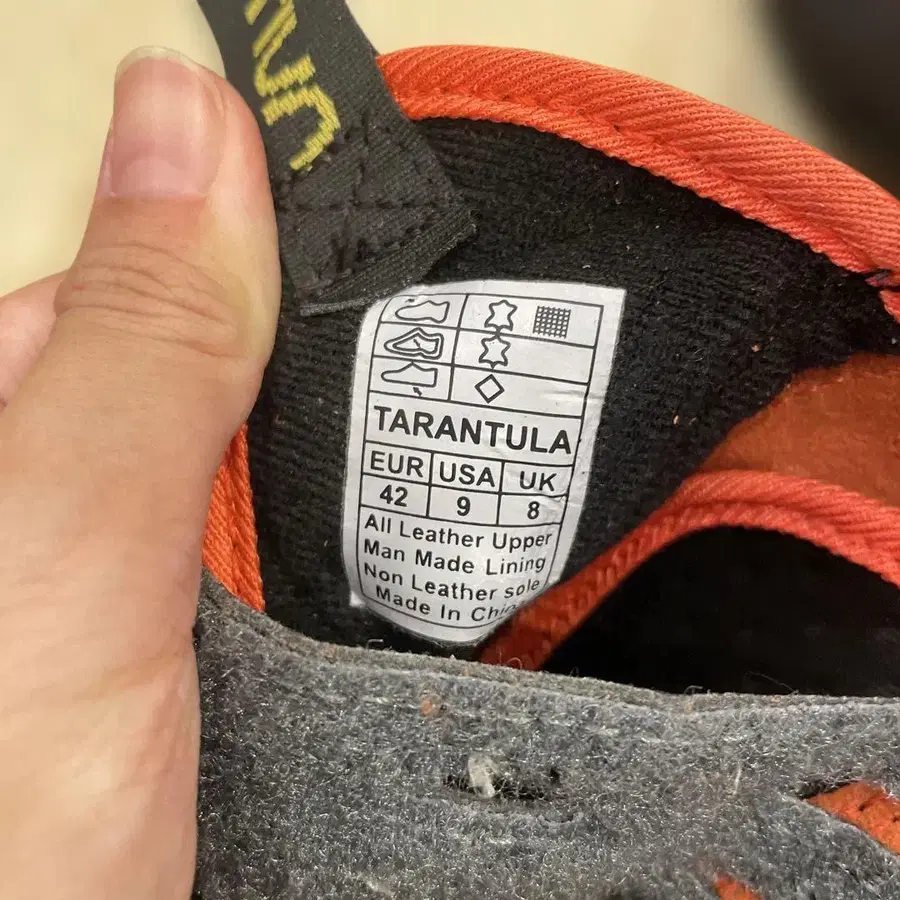 TARANTULA
EUR USA UK
42 9 8
All Leather Upper
Man Made Lining
Non Leather sole
Made In China